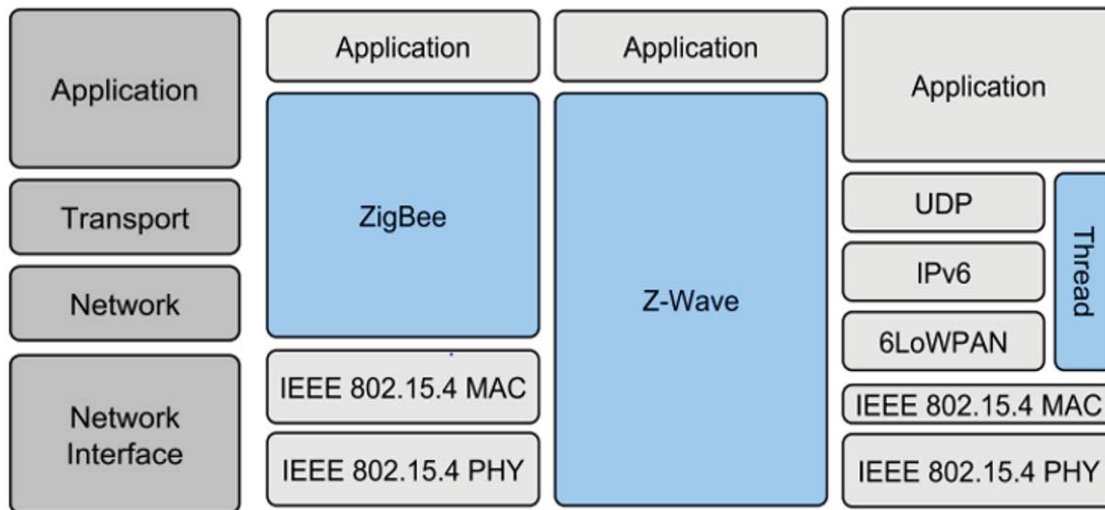 Application
Transport
Network
Network
Interface
Application
ZigBee
IEEE 802.15.4 MAC
IEEE 802.15.4 PHY
Application
Z-Wave
Application
UDP
IPv6
6LoWPAN
Thread
IEEE 802.15.4 MAC
IEEE 802.15.4 PHY